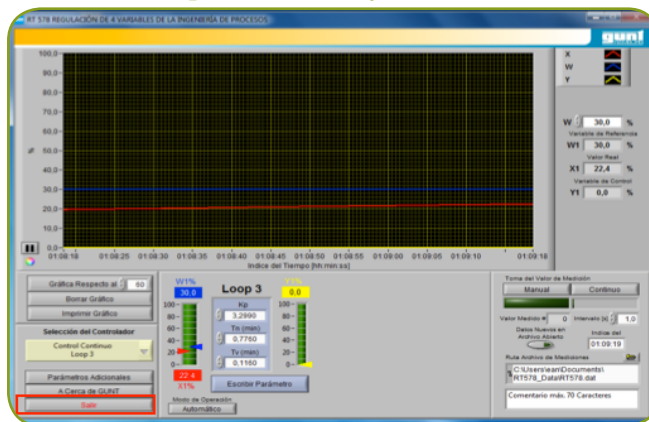 RT 578 REGULACIÓN DE 4 VARIABLES DE LA INGENIERÍA DE PROCESOS
gunt
X
W
Y
100,0
90,0
80,0
70,0
60,0
50,0
40,0
30,0
20,0
10,0
0,0
%
01:08:18 01:08:25 01:08:30 01:08:35 01:08:40 01:08:45 01:08:50 01:08:55 01:09:00 01:09:05 01:09:10 01:09:18
Indice del Tiempo [hh:min:ss]
W 30,0 %
Variable de Referencia
W1 30,0 %
Valor Real
X1 22,4 %
Variable de Control
Y1 0,0 %
Gráfica Respecto al 60
Borrar Gráfico
Imprimir Gráfico
Selección del Controlador
Control Continuo
Loop 3
Parámetros Adicionales
A Cerca de GUNT
Salir
W1%
30.0
100
80
60
40
20
0
22.4
X1%
Loop 3
Kp
3,2990
Tn (min)
0,7760
Tv (min)
0,1160
Y1%
0,0
100
80
60
40
20
0
Escribir Parámetro
Modo de Operación
Automático
Toma del Valor de Medición
Manual Continuo
Valor Medido # 0 Intervalo [s] 1,0
Datos Nuevos en
Archivo Abierto
Indice del
01:09:19
Ruta Archivo de Mediciones
C:\Users\ean\Documents\
RT578_Data\RT578.dat
Comentario máx. 70 Caracteres